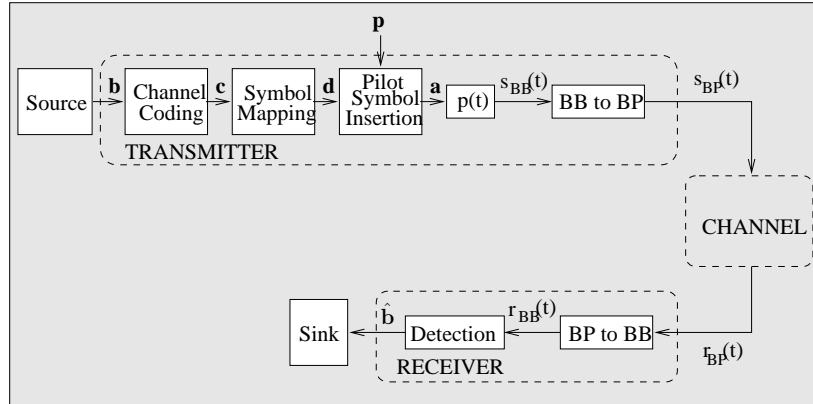 p
Source
b
Channel
Coding
c
Symbol
Mapping
d
Pilot
Symbol
Insertion
a
p(t)
s_BB(t)
BB to BP
s_BP(t)
TRANSMITTER
CHANNEL
Sink
b̂
Detection
r_BB(t)
BP to BB
r_BP(t)
RECEIVER